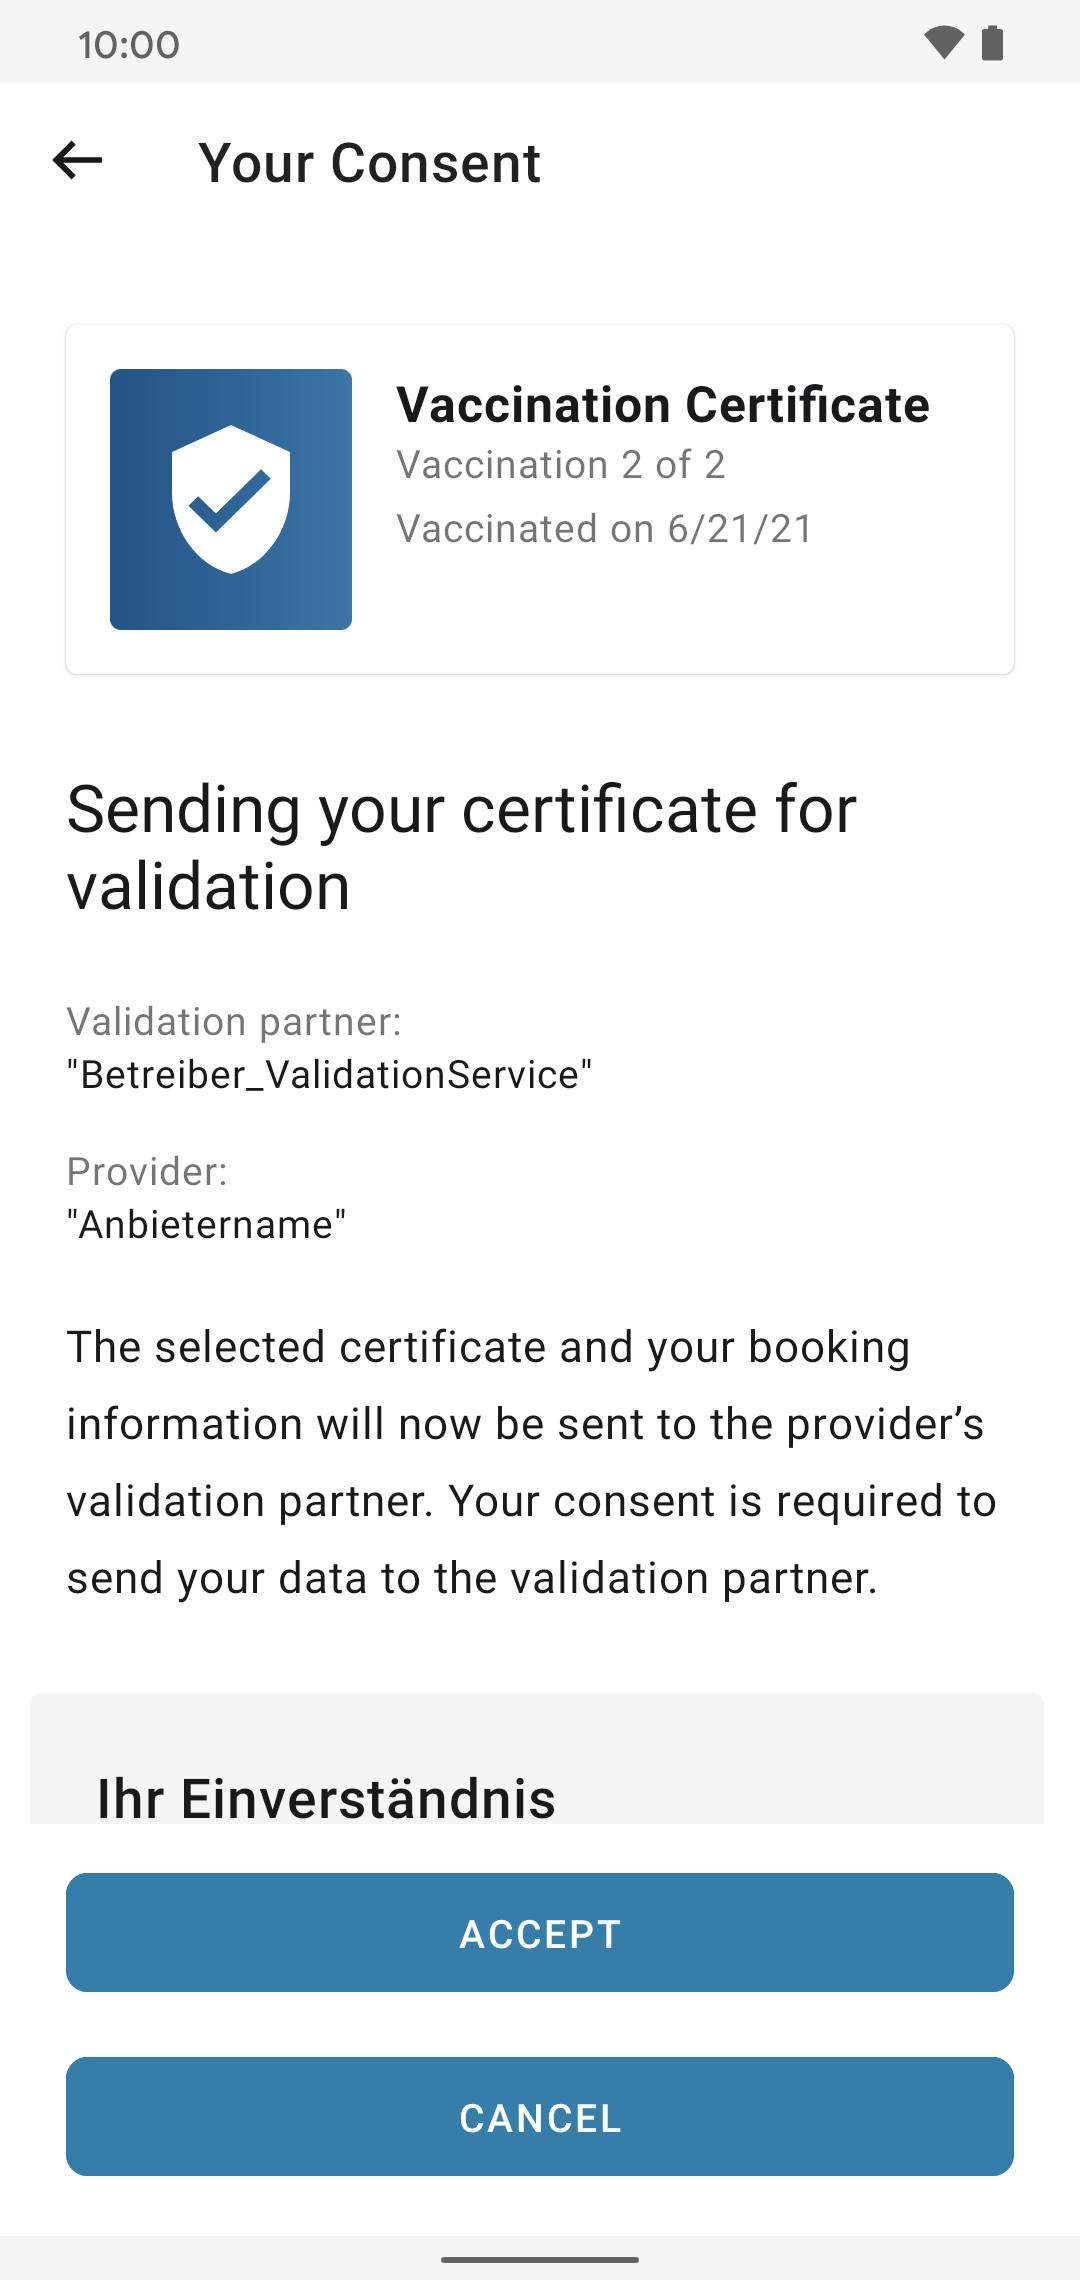 10:00
Your Consent
Vaccination Certificate
Vaccination 2 of 2
Vaccinated on 6/21/21
Sending your certificate for
validation
Validation partner:
"Betreiber_ValidationService"
Provider:
"Anbietername"
The selected certificate and your booking
information will now be sent to the provider’s
validation partner. Your consent is required to
send your data to the validation partner.
Ihr Einverständnis
ACCEPT
CANCEL